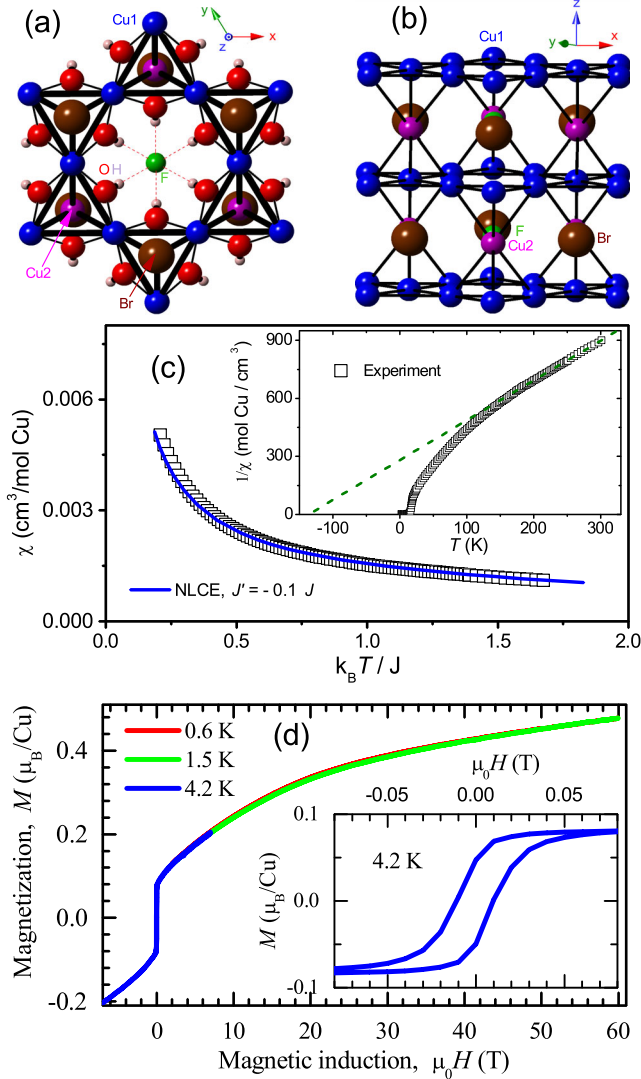 (a)
Cu1
y
z
x
O H
F
Cu2
Br
(b)
Cu1
z
y
x
F
Cu2
Br
(c)
χ (cm³/mol Cu)
0.006
0.003
0.000
0.0 0.5 1.0 1.5 2.0
k_B T / J
NLCE, J' = - 0.1 J
1/χ (mol Cu / cm³)
900
600
300
0
-100 0 100 200 300
T (K)
Experiment
(d)
Magnetization, M (μ_B/Cu)
0.4
0.2
0.0
-0.2
0.6 K
1.5 K
4.2 K
0 10 20 30 40 50 60
Magnetic induction, μ₀H (T)
μ₀H (T)
-0.05 0.00 0.05
M (μ_B/Cu)
0.1
0.0
-0.1
4.2 K